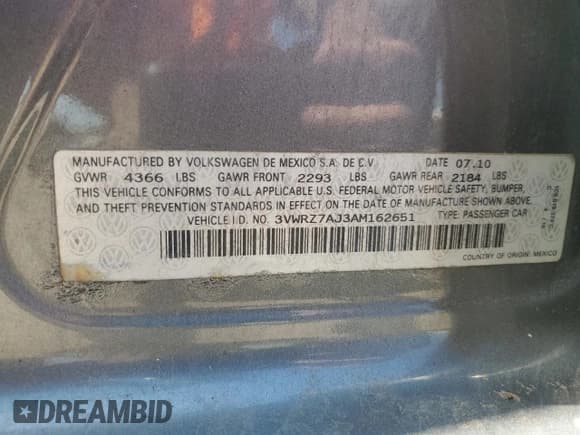 MANUFACTURED BY VOLKSWAGEN DE MEXICO S.A. DE C.V. DATE 07.10
GVWR 4366 LBS GAWR FRONT 2293 LBS GAWR REAR 2184 LBS
THIS VEHICLE CONFORMS TO ALL APPLICABLE U.S. FEDERAL MOTOR VEHICLE SAFETY, BUMPER,
AND THEFT PREVENTION STANDARDS IN EFFECT ON THE DATE OF MANUFACTURE SHOWN ABOVE.
VEHICLE I.D. NO. 3VWRZ7AJ3AM162651 TYPE: PASSENGER CAR
COUNTRY OF ORIGIN: MEXICO
DREAMBID